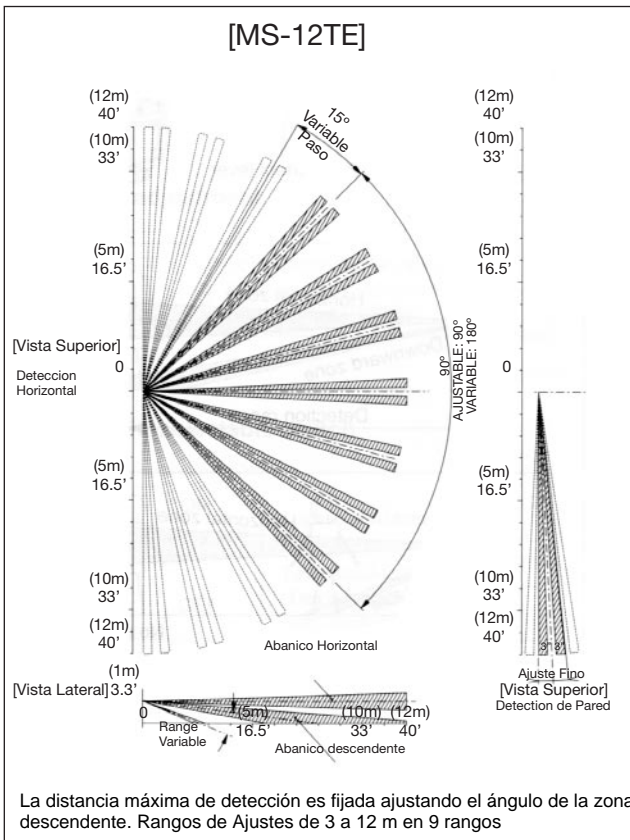 [MS-12TE]
(12m)
40'
(10m)
33'
(5m)
16.5'
[Vista Superior]
0
Deteccion
Horizontal
(5m)
16.5'
(10m)
33'
(12m)
40'
15º
Variable
Paso
90º
AJUSTABLE: 90º
VARIABLE: 180º
Abanico Horizontal
(12m)
40'
(10m)
33'
(5m)
16.5'
0
(5m)
16.5'
(10m)
33'
(12m)
40'
3° 3°
Ajuste Fino
[Vista Superior]
Detection de Pared
(1m)
[Vista Lateral] 3.3'
0
(5m)
16.5'
(10m)
33'
(12m)
40'
Range
Variable
Abanico descendente
La distancia máxima de detección es fijada ajustando el ángulo de la zona
descendente. Rangos de Ajustes de 3 a 12 m en 9 rangos